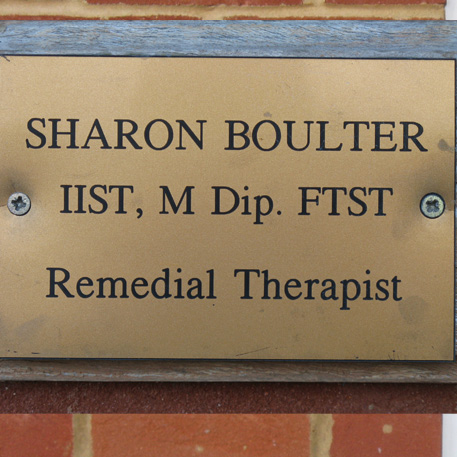 SHARON BOULTER
IIST, M Dip. FTST
Remedial Therapist